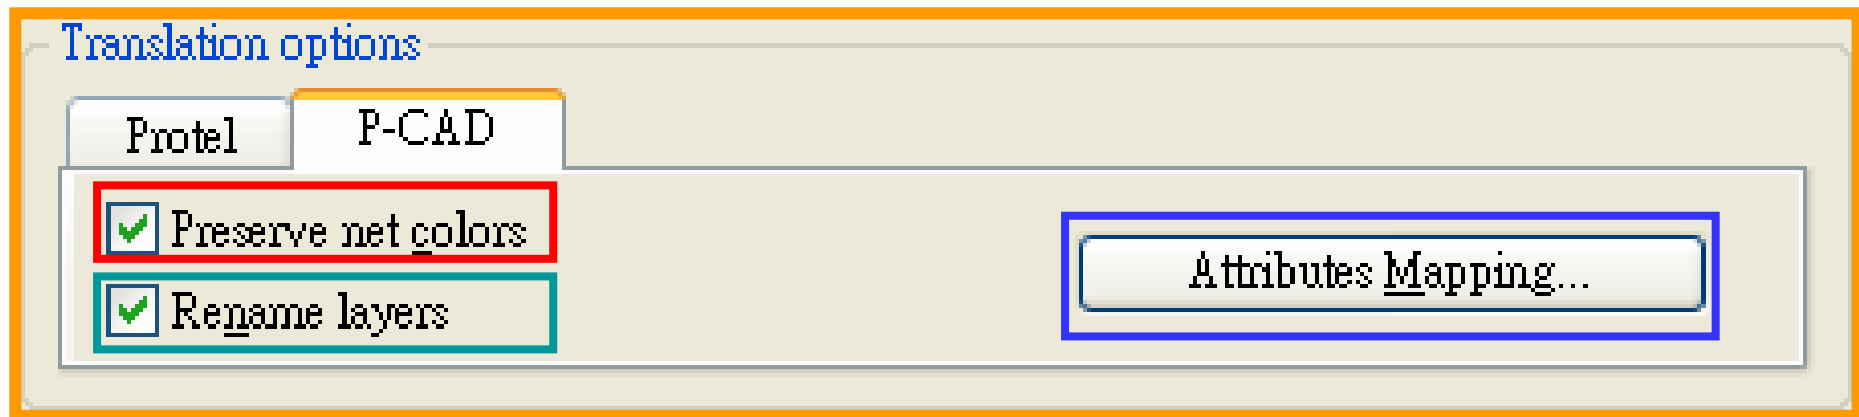 Translation options
Protel
P-CAD
Preserve net colors
Attributes Mapping...
Rename layers